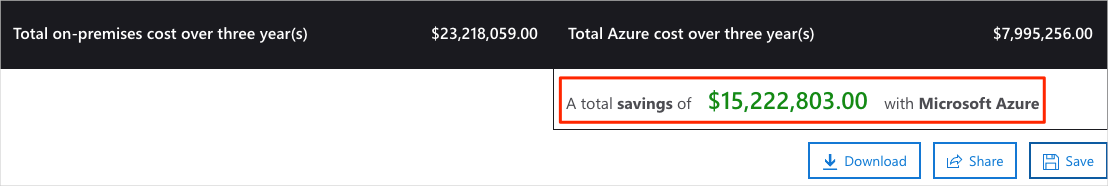 Total on-premises cost over three year(s) $23,218,059.00 Total Azure cost over three year(s) $7,995,256.00
A total savings of $15,222,803.00 with Microsoft Azure
Download Share Save